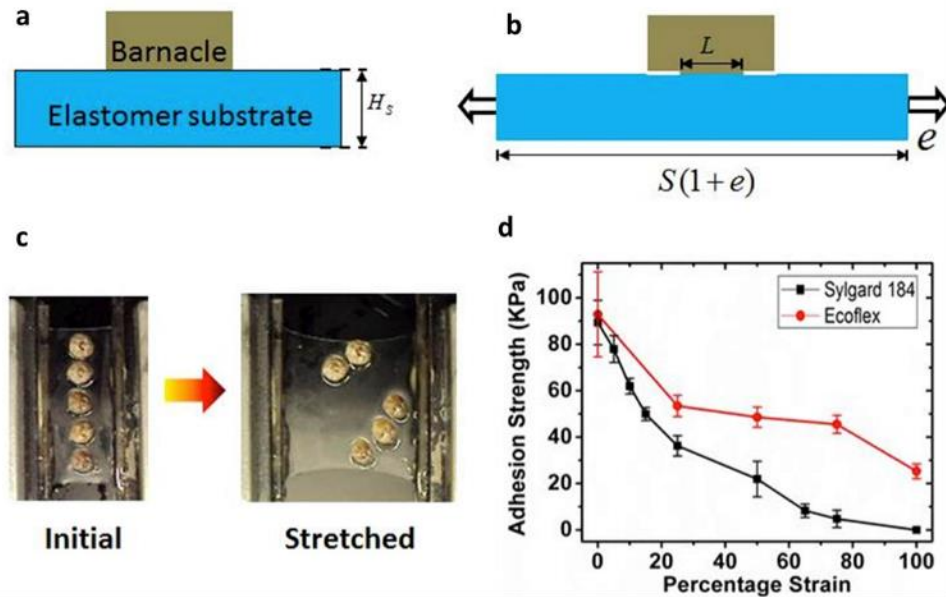 a
Barnacle
Elastomer substrate
H_S
b
L
e
S(1+e)
c
Initial
Stretched
d
Adhesion Strength (KPa)
100
80
60
40
20
0
Sylgard 184
Ecoflex
0 20 40 60 80 100
Percentage Strain